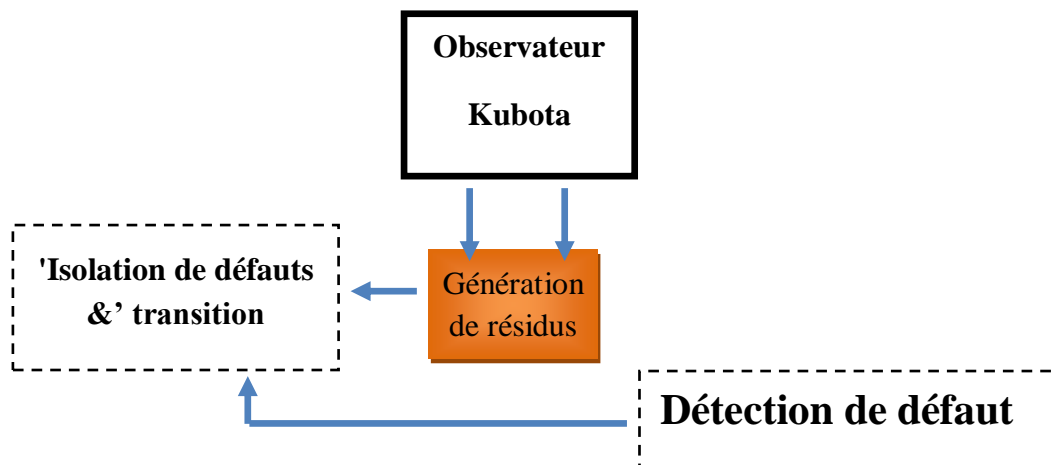 Observateur
Kubota
Génération
de résidus
'Isolation de défauts
&’ transition
Détection de défaut